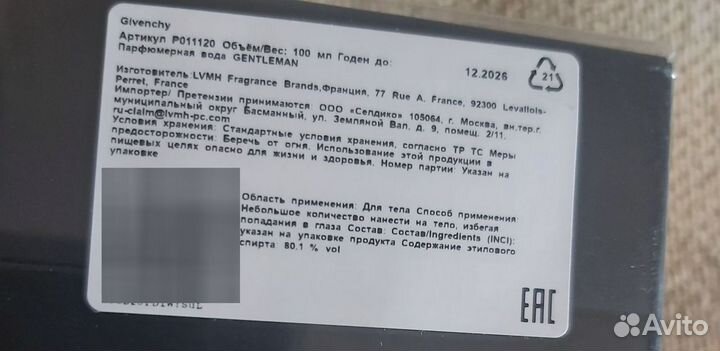 Givenchy
Артикул P011120 Объём/Вес: 100 мл Годен до: 12.2026
Парфюмерная вода GENTLEMAN
21
Изготовитель:LVMH Fragrance Brands,Франция, 77 Rue A. France, 92300 Levallois-
Perret, France
Импортер/ Претензии принимаются: ООО «Селдико» 105064, г. Москва, вн.тер.г.
муниципальный округ Басманный, ул. Земляной Вал, д. 9, помещ. 2/11.
ru-claim@lvmh-pc.com
Условия хранения: Стандартные условия хранения, согласно ТР ТС Меры
предосторожности: Беречь от огня. Использование этой продукции в
пищевых целях опасно для жизни и здоровья. Номер партии: Указан на
упаковке
Область применения: Для тела Способ применения:
Небольшое количество нанести на тело, избегая
попадания в глаза Состав: Состав/Ingredients (INCI):
указан на упаковке продукта Содержание этилового
спирта 80.1 % vol
EAC
Avito